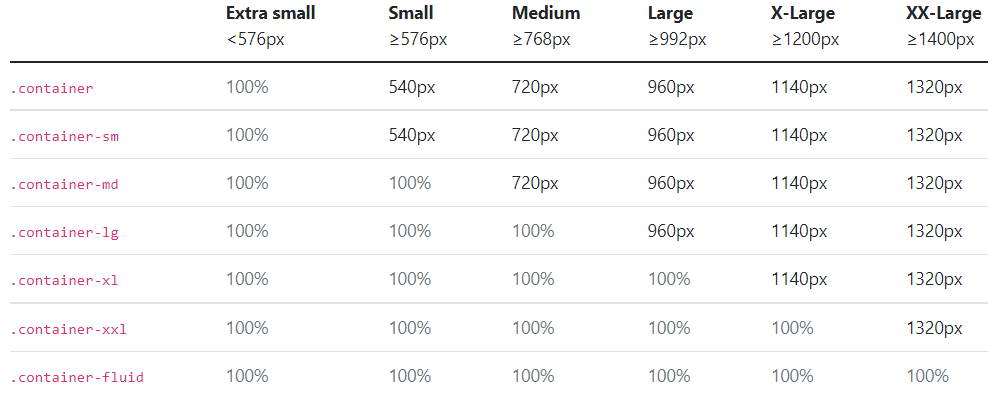 Extra small Small Medium Large X-Large XX-Large
<576px ≥576px ≥768px ≥992px ≥1200px ≥1400px
.container 100% 540px 720px 960px 1140px 1320px
.container-sm 100% 540px 720px 960px 1140px 1320px
.container-md 100% 100% 720px 960px 1140px 1320px
.container-lg 100% 100% 100% 960px 1140px 1320px
.container-xl 100% 100% 100% 100% 1140px 1320px
.container-xxl 100% 100% 100% 100% 100% 1320px
.container-fluid 100% 100% 100% 100% 100% 100%